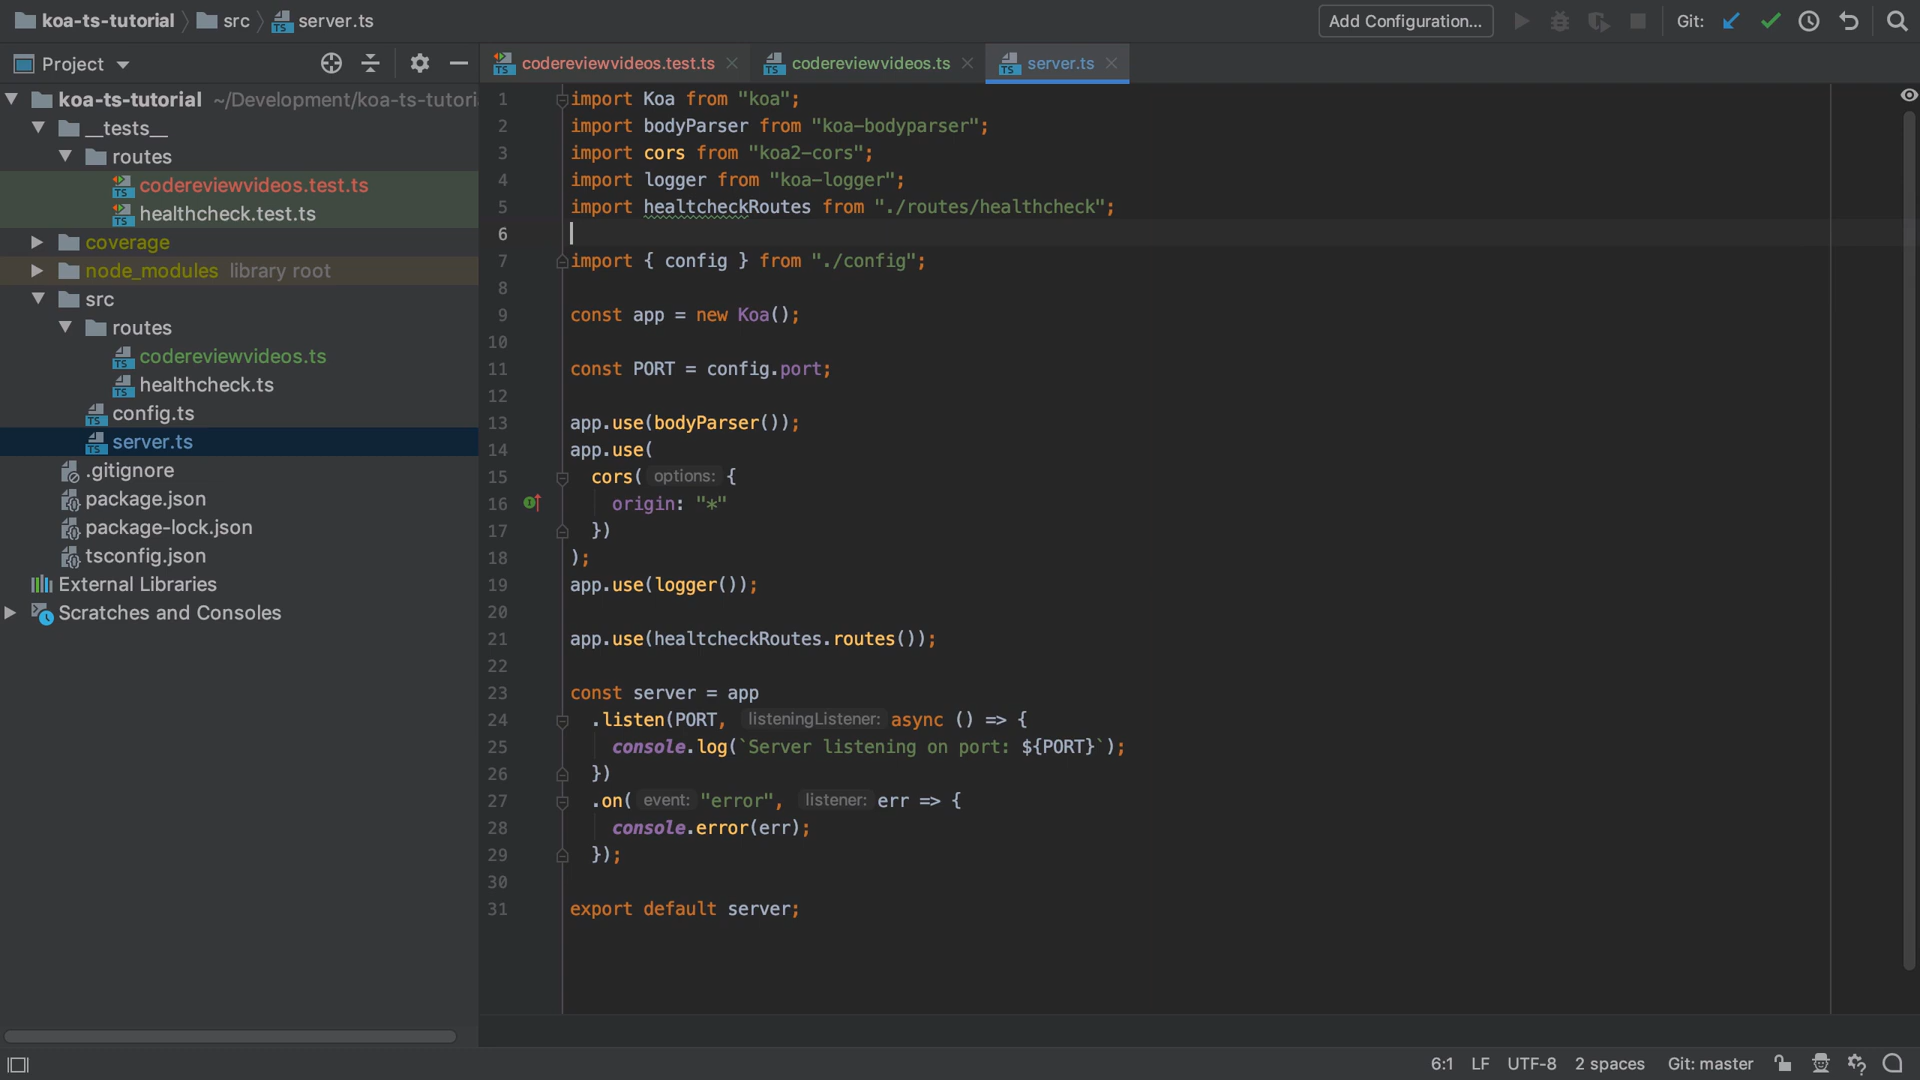 koa-ts-tutorial src server.ts Add Configuration... Git:
Project
codereviewvideos.test.ts codereviewvideos.ts server.ts
koa-ts-tutorial ~/Development/koa-ts-tutori
__tests__
routes
codereviewvideos.test.ts
healthcheck.test.ts
coverage
node_modules library root
src
routes
codereviewvideos.ts
healthcheck.ts
config.ts
server.ts
.gitignore
package.json
package-lock.json
tsconfig.json
External Libraries
Scratches and Consoles
1 import Koa from "koa";
2 import bodyParser from "koa-bodyparser";
3 import cors from "koa2-cors";
4 import logger from "koa-logger";
5 import healtcheckRoutes from "./routes/healthcheck";
6
7 import { config } from "./config";
8
9 const app = new Koa();
10
11 const PORT = config.port;
12
13 app.use(bodyParser());
14 app.use(
15 cors( options: {
16 origin: "*"
17 })
18 );
19 app.use(logger());
20
21 app.use(healtcheckRoutes.routes());
22
23 const server = app
24 .listen(PORT, listeningListener: async () => {
25 console.log(`Server listening on port: ${PORT}`);
26 })
27 .on( event: "error", listener: err => {
28 console.error(err);
29 });
30
31 export default server;
6:1 LF UTF-8 2 spaces Git: master